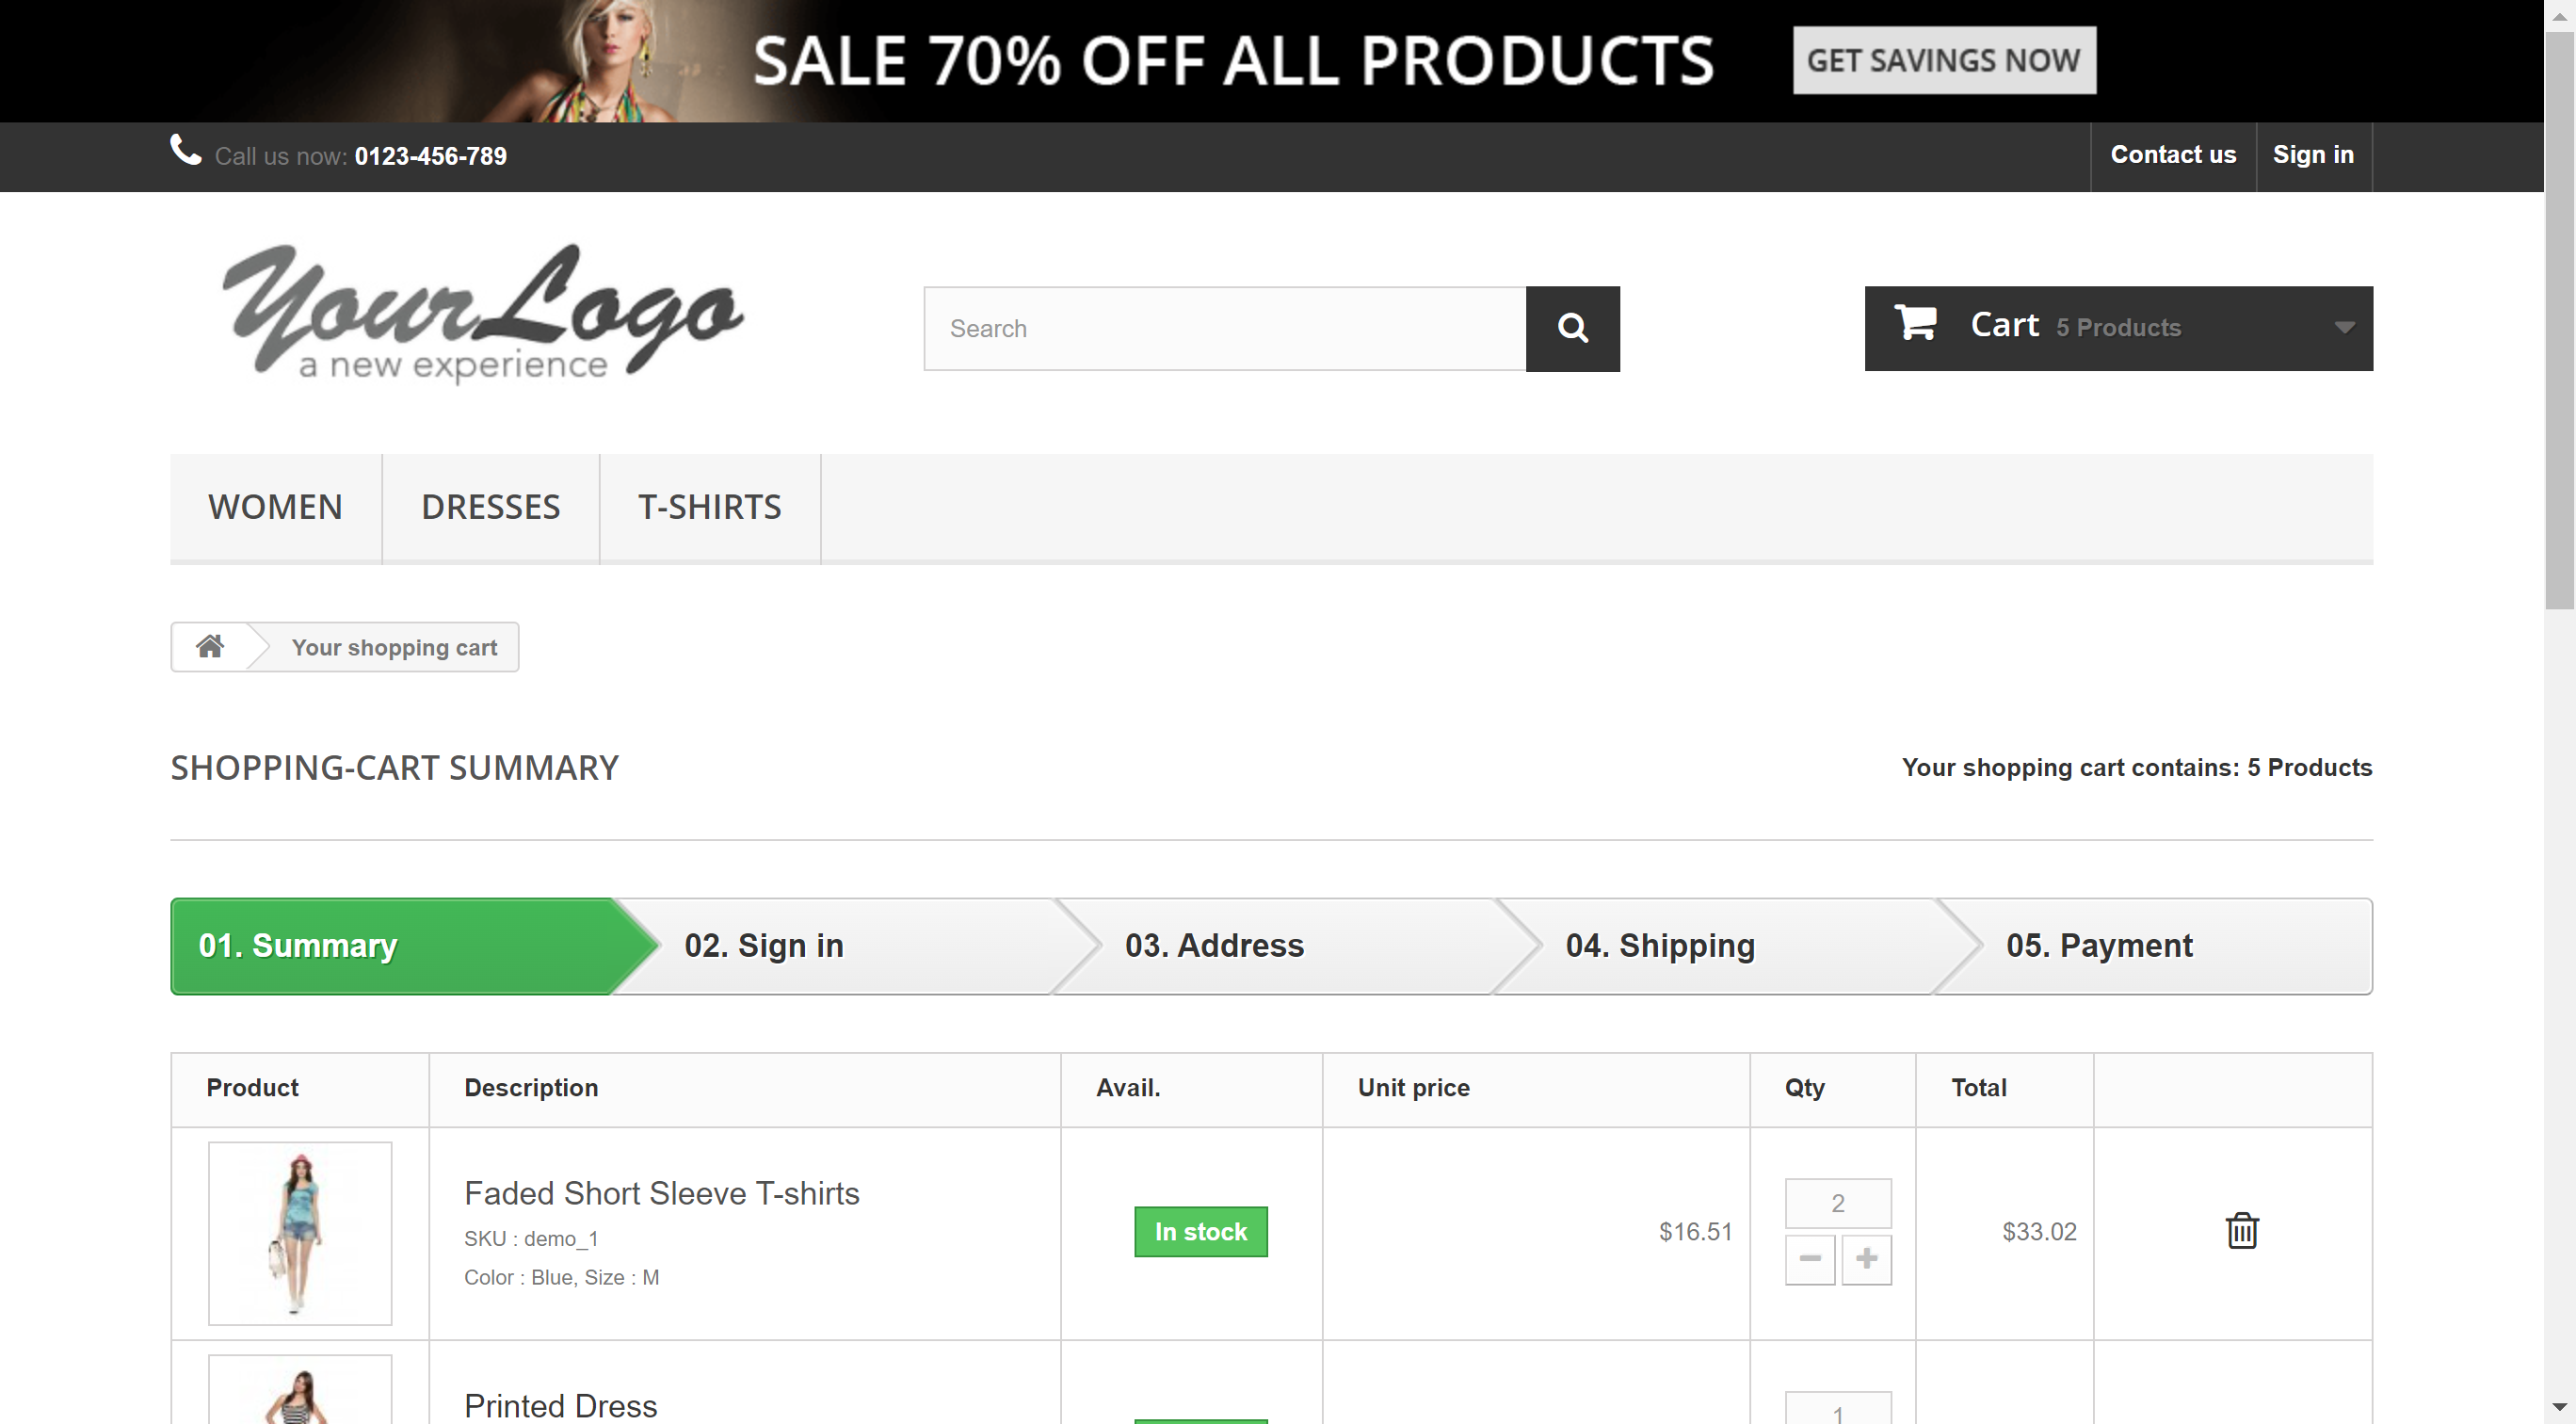 SALE 70% OFF ALL PRODUCTS GET SAVINGS NOW
Call us now: 0123-456-789 Contact us Sign in
YourLogo
a new experience
Search
Cart 5 Products
WOMEN DRESSES T-SHIRTS
Your shopping cart
SHOPPING-CART SUMMARY Your shopping cart contains: 5 Products
01. Summary 02. Sign in 03. Address 04. Shipping 05. Payment
Product Description Avail. Unit price Qty Total
Faded Short Sleeve T-shirts
SKU : demo_1
Color : Blue, Size : M
In stock $16.51 2 $33.02
Printed Dress
1